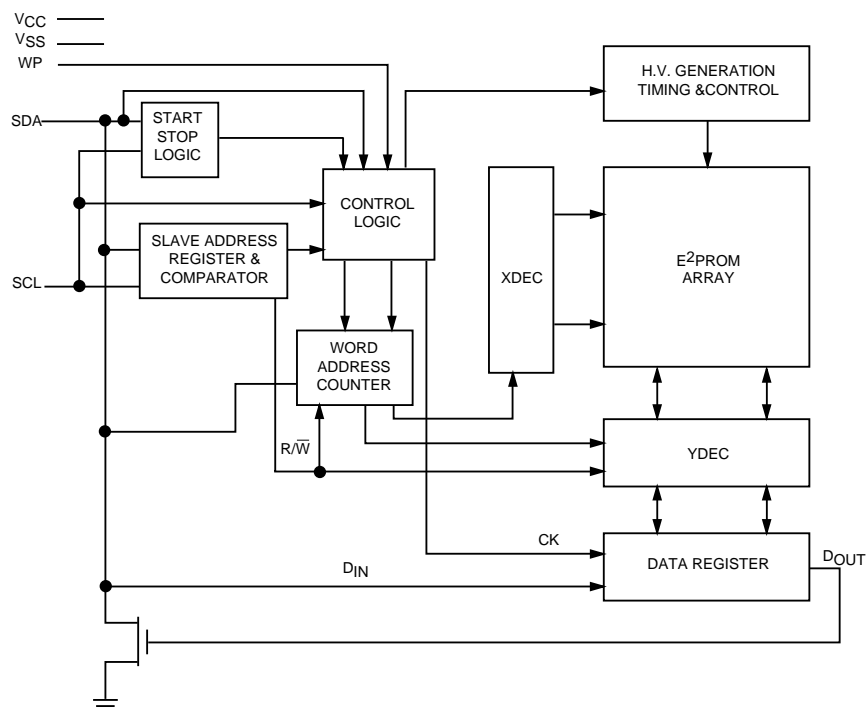 VCC
VSS
WP
SDA
SCL
START
STOP
LOGIC
CONTROL
LOGIC
SLAVE ADDRESS
REGISTER &
COMPARATOR
WORD
ADDRESS
COUNTER
R/W̅
H.V. GENERATION
TIMING &CONTROL
XDEC
E²PROM
ARRAY
YDEC
CK
DATA REGISTER
DIN
DOUT